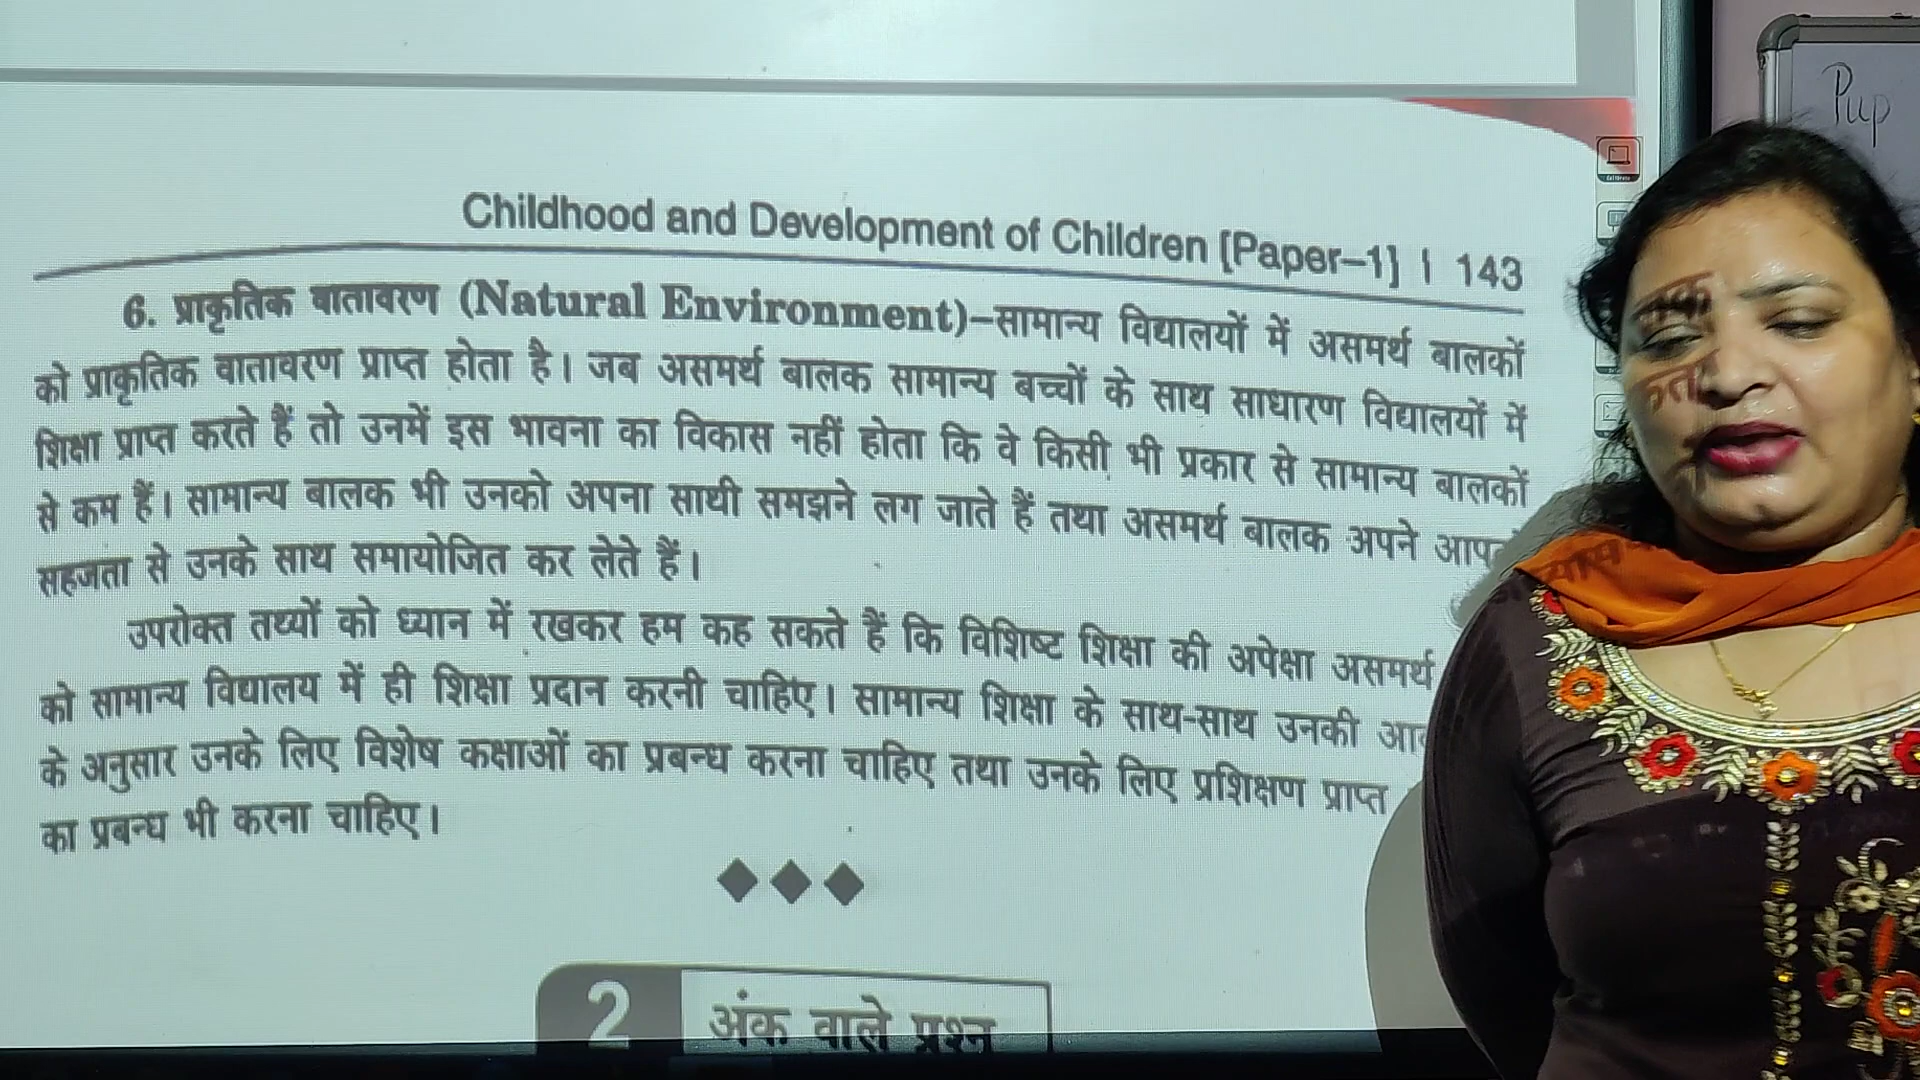 Childhood and Development of Children [Paper–1] | 143
6. प्राकृतिक वातावरण (Natural Environment)–सामान्य विद्यालयों में असमर्थ बालकों
को प्राकृतिक वातावरण प्राप्त होता है। जब असमर्थ बालक सामान्य बच्चों के साथ साधारण विद्यालयों में
शिक्षा प्राप्त करते हैं तो उनमें इस भावना का विकास नहीं होता कि वे किसी भी प्रकार से सामान्य बालकों
से कम हैं। सामान्य बालक भी उनको अपना साथी समझने लग जाते हैं तथा असमर्थ बालक अपने
सहजता से उनके साथ समायोजित कर लेते हैं।
उपरोक्त तथ्यों को ध्यान में रखकर हम कह सकते हैं कि विशिष्ट शिक्षा की अपेक्षा असमर्थ
को सामान्य विद्यालय में ही शिक्षा प्रदान करनी चाहिए। सामान्य शिक्षा के साथ-साथ उनकी
के अनुसार उनके लिए विशेष कक्षाओं का प्रबन्ध करना चाहिए तथा उनके लिए प्रशिक्षण प्राप्त
का प्रबन्ध भी करना चाहिए।
2 अंक वाले प्रश्न
Pup